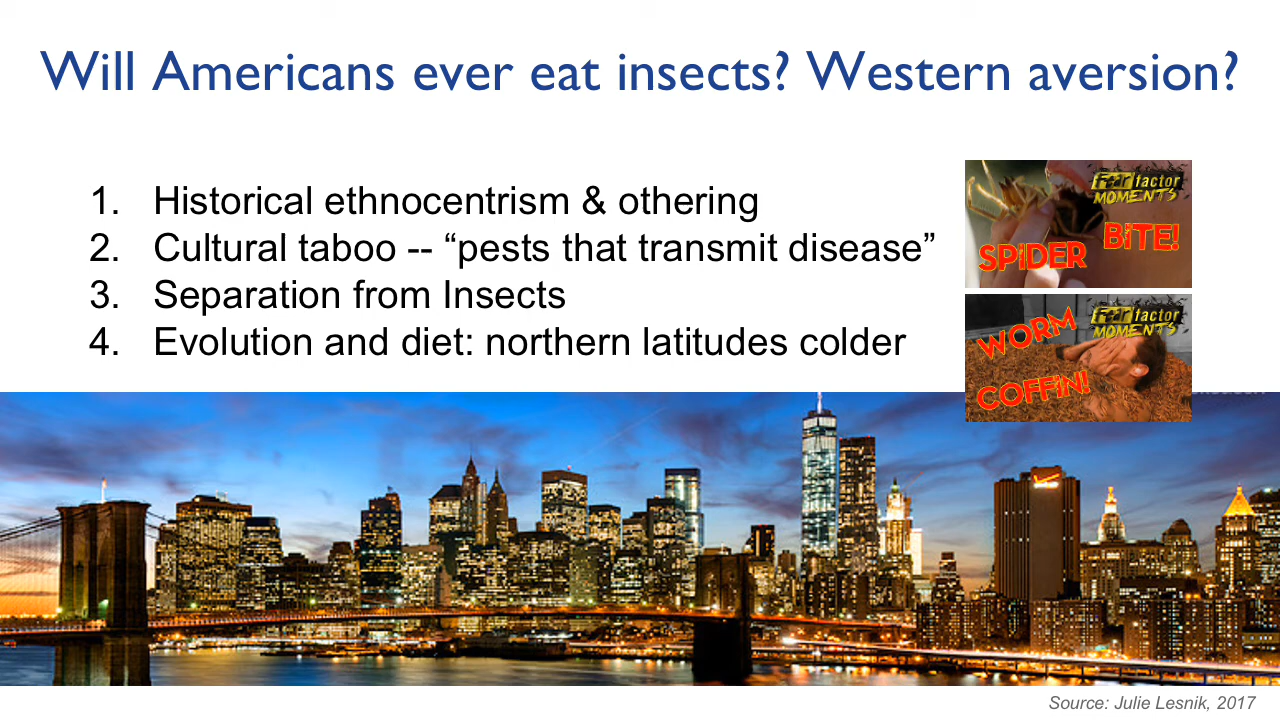 Will Americans ever eat insects? Western aversion?
1. Historical ethnocentrism & othering
2. Cultural taboo -- “pests that transmit disease”
3. Separation from Insects
4. Evolution and diet: northern latitudes colder
factor
MOMENTS
SPIDER BiTE!
factor
MOMENTS
WORM
COFFiN!
Source: Julie Lesnik, 2017